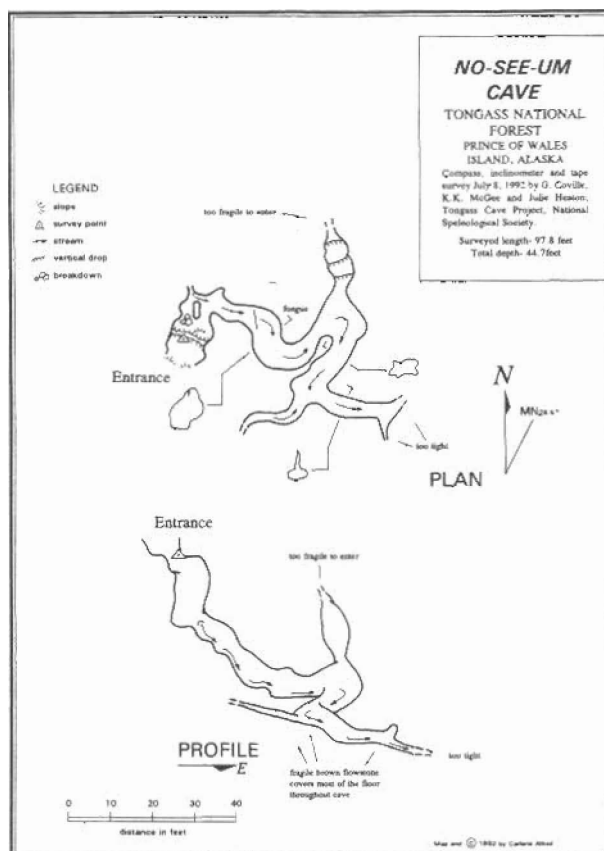 NO-SEE-UM
CAVE
TONGASS NATIONAL
FOREST
PRINCE OF WALES
ISLAND, ALASKA
Compass, inclinometer and tape
survey July 8, 1992 by G. Coville,
K.K. McGee and Julie Heaton,
Tongass Cave Project, National
Speleological Society.
Surveyed length- 97.8 feet
Total depth- 44.7feet
LEGEND
slope
survey point
stream
vertical drop
breakdown
too fragile to enter
fungus
Entrance
N
MN
too tight
PLAN
Entrance
too fragile to enter
PROFILE
E
too tight
fragile brown flowstone
covers most of the floor
throughout cave
0 10 20 30 40
distance in feet
Map and © 1992 by Carlene Allred